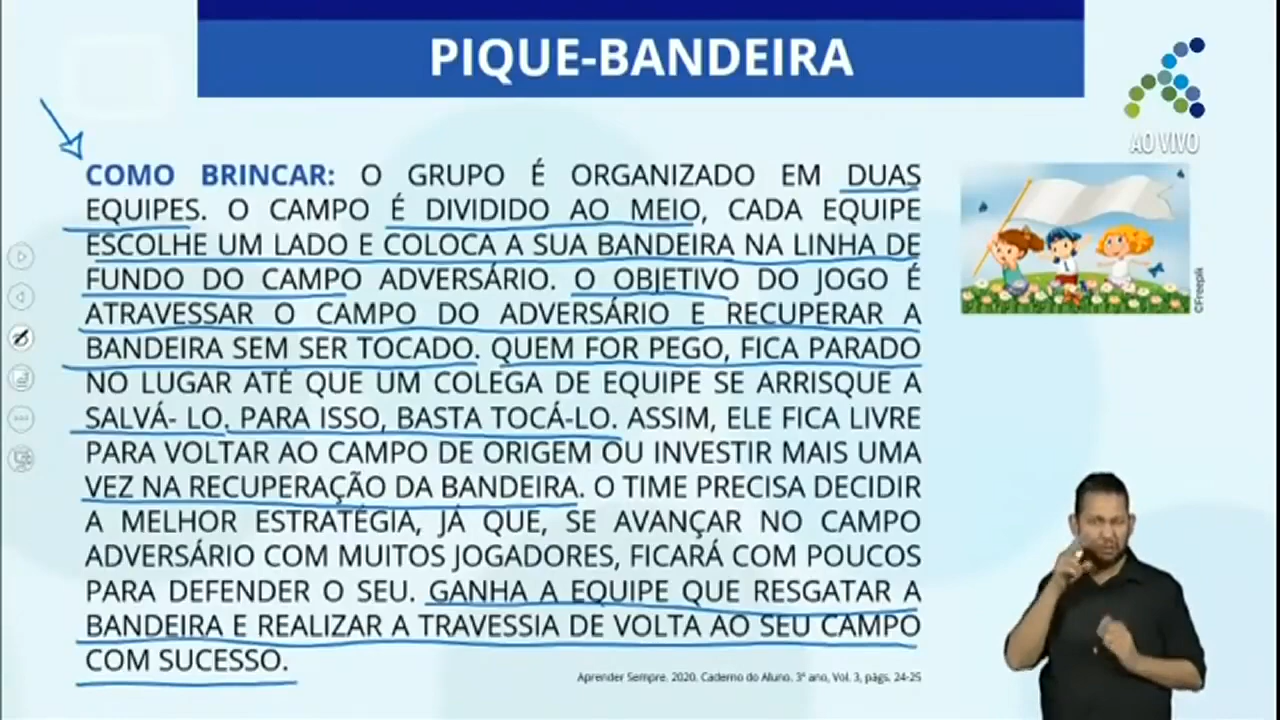 PIQUE-BANDEIRA
AO VIVO
COMO BRINCAR: O GRUPO É ORGANIZADO EM DUAS
EQUIPES. O CAMPO É DIVIDIDO AO MEIO, CADA EQUIPE
ESCOLHE UM LADO E COLOCA A SUA BANDEIRA NA LINHA DE
FUNDO DO CAMPO ADVERSÁRIO. O OBJETIVO DO JOGO É
ATRAVESSAR O CAMPO DO ADVERSÁRIO E RECUPERAR A
BANDEIRA SEM SER TOCADO. QUEM FOR PEGO, FICA PARADO
NO LUGAR ATÉ QUE UM COLEGA DE EQUIPE SE ARRISQUE A
SALVÁ- LO. PARA ISSO, BASTA TOCÁ-LO. ASSIM, ELE FICA LIVRE
PARA VOLTAR AO CAMPO DE ORIGEM OU INVESTIR MAIS UMA
VEZ NA RECUPERAÇÃO DA BANDEIRA. O TIME PRECISA DECIDIR
A MELHOR ESTRATÉGIA, JÁ QUE, SE AVANÇAR NO CAMPO
ADVERSÁRIO COM MUITOS JOGADORES, FICARÁ COM POUCOS
PARA DEFENDER O SEU. GANHA A EQUIPE QUE RESGATAR A
BANDEIRA E REALIZAR A TRAVESSIA DE VOLTA AO SEU CAMPO
COM SUCESSO.
©Freepik
Aprender Sempre. 2020. Caderno do Aluno. 3º ano, Vol. 3, págs. 24-25